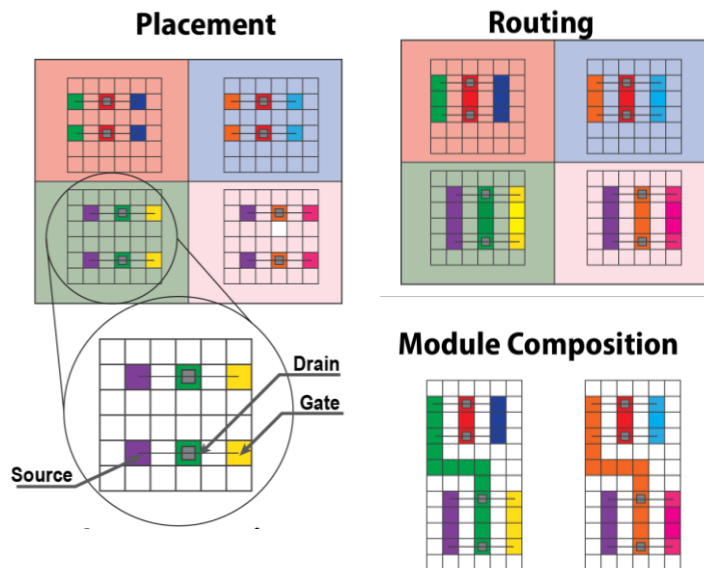 Placement
Routing
Drain
Gate
Source
Module Composition